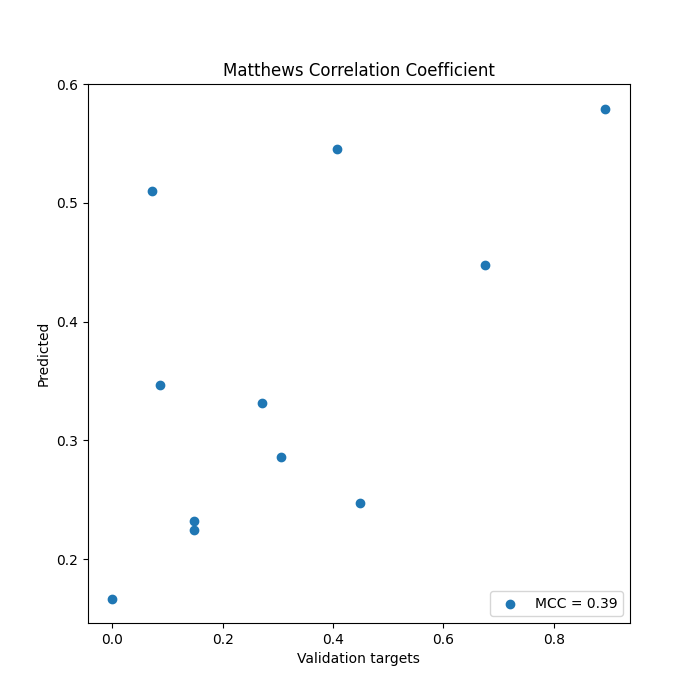 Matthews Correlation Coefficient
0.6
0.5
0.4
0.3
0.2
Predicted
MCC = 0.39
0.0 0.2 0.4 0.6 0.8
Validation targets